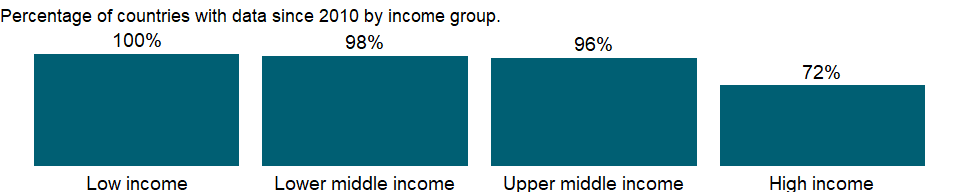 Percentage of countries with data since 2010 by income group.
100% 98% 96% 72%
Low income Lower middle income Upper middle income High income